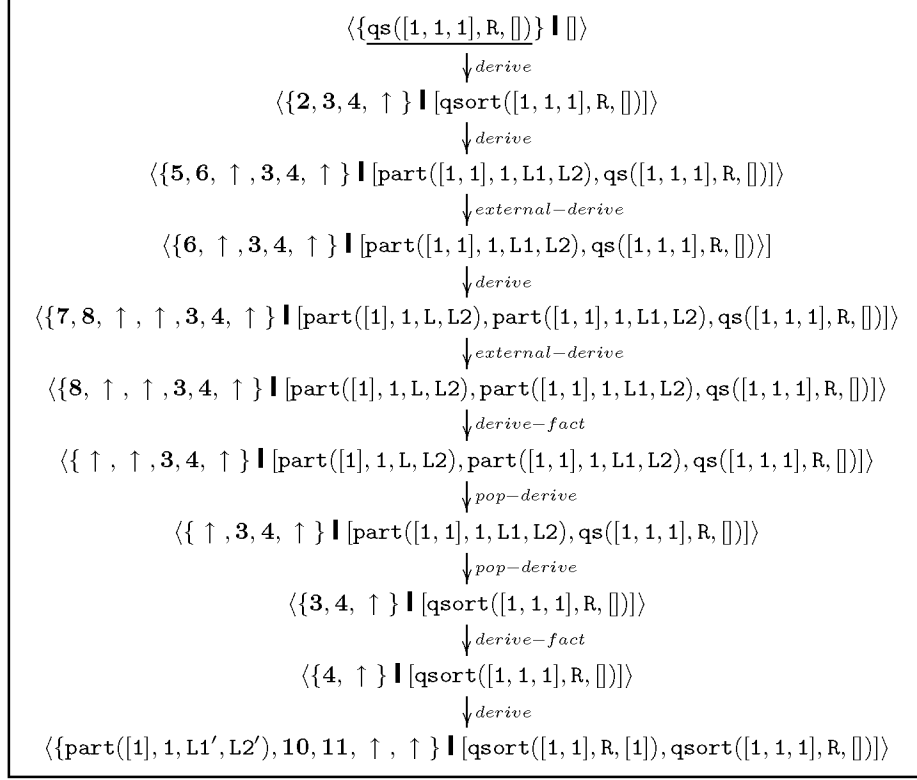 ⟨{qs([1, 1, 1], R, [])} ❙ []⟩
derive
⟨{2, 3, 4, ↑ } ❙ [qsort([1, 1, 1], R, [])]⟩
derive
⟨{5, 6, ↑ , 3, 4, ↑ } ❙ [part([1, 1], 1, L1, L2), qs([1, 1, 1], R, [])]⟩
external−derive
⟨{6, ↑ , 3, 4, ↑ } ❙ [part([1, 1], 1, L1, L2), qs([1, 1, 1], R, [])⟩]
derive
⟨{7, 8, ↑ , ↑ , 3, 4, ↑ } ❙ [part([1], 1, L, L2), part([1, 1], 1, L1, L2), qs([1, 1, 1], R, [])]⟩
external−derive
⟨{8, ↑ , ↑ , 3, 4, ↑ } ❙ [part([1], 1, L, L2), part([1, 1], 1, L1, L2), qs([1, 1, 1], R, [])]⟩
derive−fact
⟨{ ↑ , ↑ , 3, 4, ↑ } ❙ [part([1], 1, L, L2), part([1, 1], 1, L1, L2), qs([1, 1, 1], R, [])]⟩
pop−derive
⟨{ ↑ , 3, 4, ↑ } ❙ [part([1, 1], 1, L1, L2), qs([1, 1, 1], R, [])]⟩
pop−derive
⟨{3, 4, ↑ } ❙ [qsort([1, 1, 1], R, [])]⟩
derive−fact
⟨{4, ↑ } ❙ [qsort([1, 1, 1], R, [])]⟩
derive
⟨{part([1], 1, L1′, L2′), 10, 11, ↑ , ↑ } ❙ [qsort([1, 1], R, [1]), qsort([1, 1, 1], R, [])]⟩